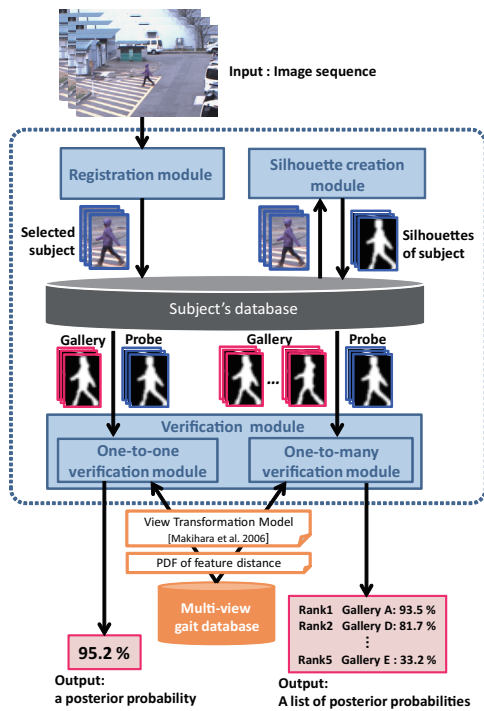 Input : Image sequence
Registration module
Silhouette creation
module
Selected
subject
Silhouettes
of subject
Subject's database
Gallery
Probe
Gallery
Probe
...
Verification module
One-to-one
verification module
One-to-many
verification module
View Transformation Model
[Makihara et al. 2006]
PDF of feature distance
Multi-view
gait database
95.2 %
Output:
a posterior probability
Rank1 Gallery A: 93.5 %
Rank2 Gallery D: 81.7 %
⋮
Rank5 Gallery E : 33.2 %
Output:
A list of posterior probabilities